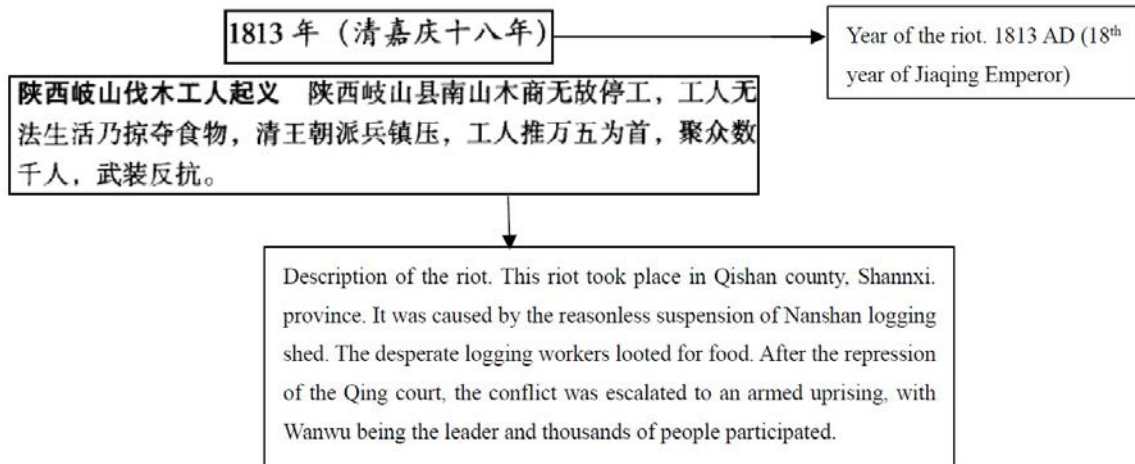 1813 年（清嘉庆十八年）
Year of the riot. 1813 AD (18th
year of Jiaqing Emperor)
陕西岐山伐木工人起义 陕西岐山县南山木商无故停工，工人无
法生活乃掠夺食物，清王朝派兵镇压，工人推万五为首，聚众数
千人，武装反抗。
Description of the riot. This riot took place in Qishan county, Shannxi.
province. It was caused by the reasonless suspension of Nanshan logging
shed. The desperate logging workers looted for food. After the repression
of the Qing court, the conflict was escalated to an armed uprising, with
Wanwu being the leader and thousands of people participated.